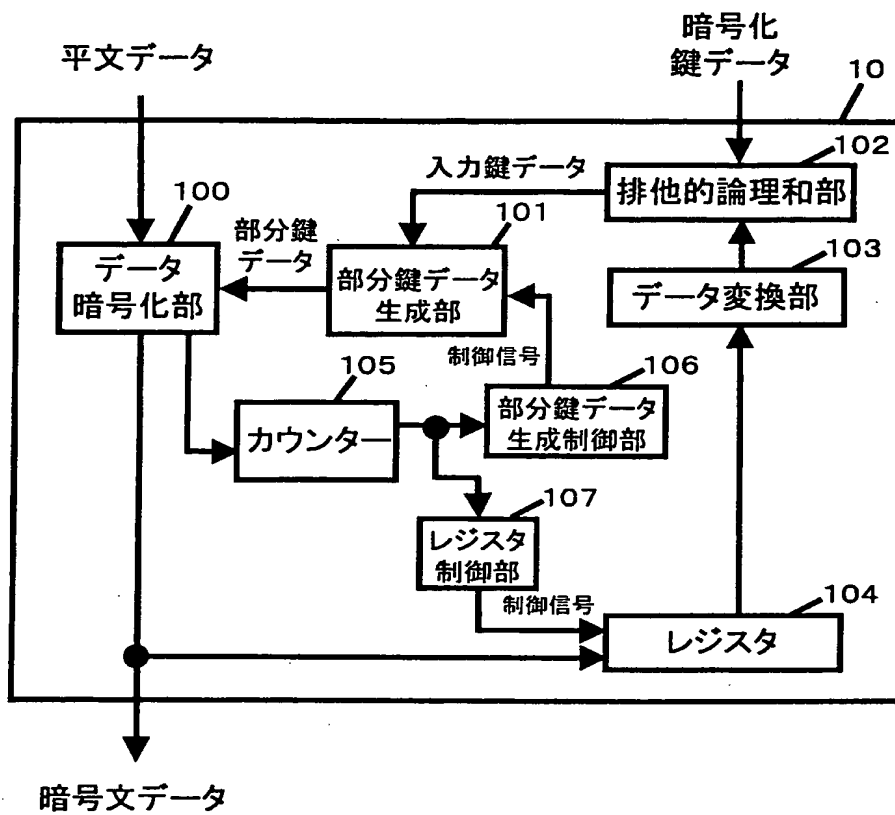 平文データ
暗号化
鍵データ
10
102
入力鍵データ
排他的論理和部
100
101
部分鍵
データ
データ
暗号化部
部分鍵データ
生成部
103
データ変換部
制御信号
105
106
カウンター
部分鍵データ
生成制御部
107
レジスタ
制御部
制御信号
104
レジスタ
暗号文データ